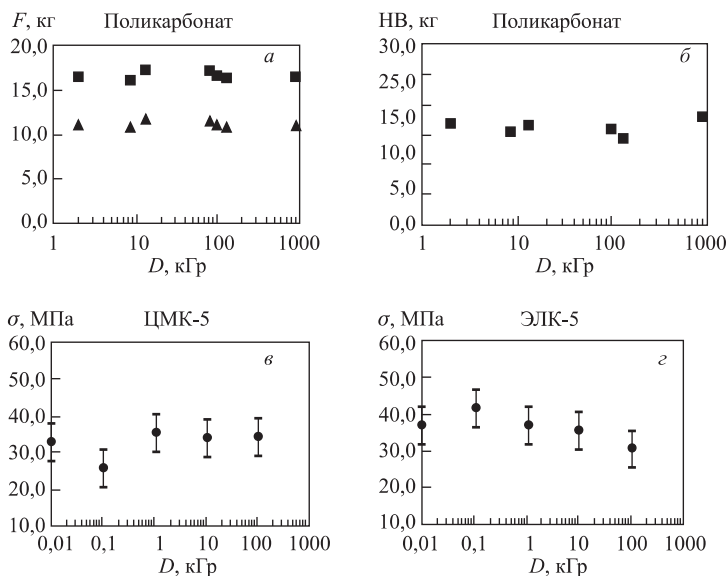 F, кг Поликарбонат
а
20,0
15,0
10,0
5,0
0,0
1 10 100 1000
D, кГр
НВ, кг Поликарбонат
б
30,0
20,0
15,0
10,0
10,0
0,0
1 10 100 1000
D, кГр
σ, МПа ЦМК-5
в
60,0
50,0
40,0
30,0
20,0
10,0
0,01 0,1 1 10 100 1000
D, кГр
σ, МПа ЭЛК-5
г
60,0
50,0
40,0
30,0
20,0
10,0
0,01 0,1 1 10 100 1000
D, кГр